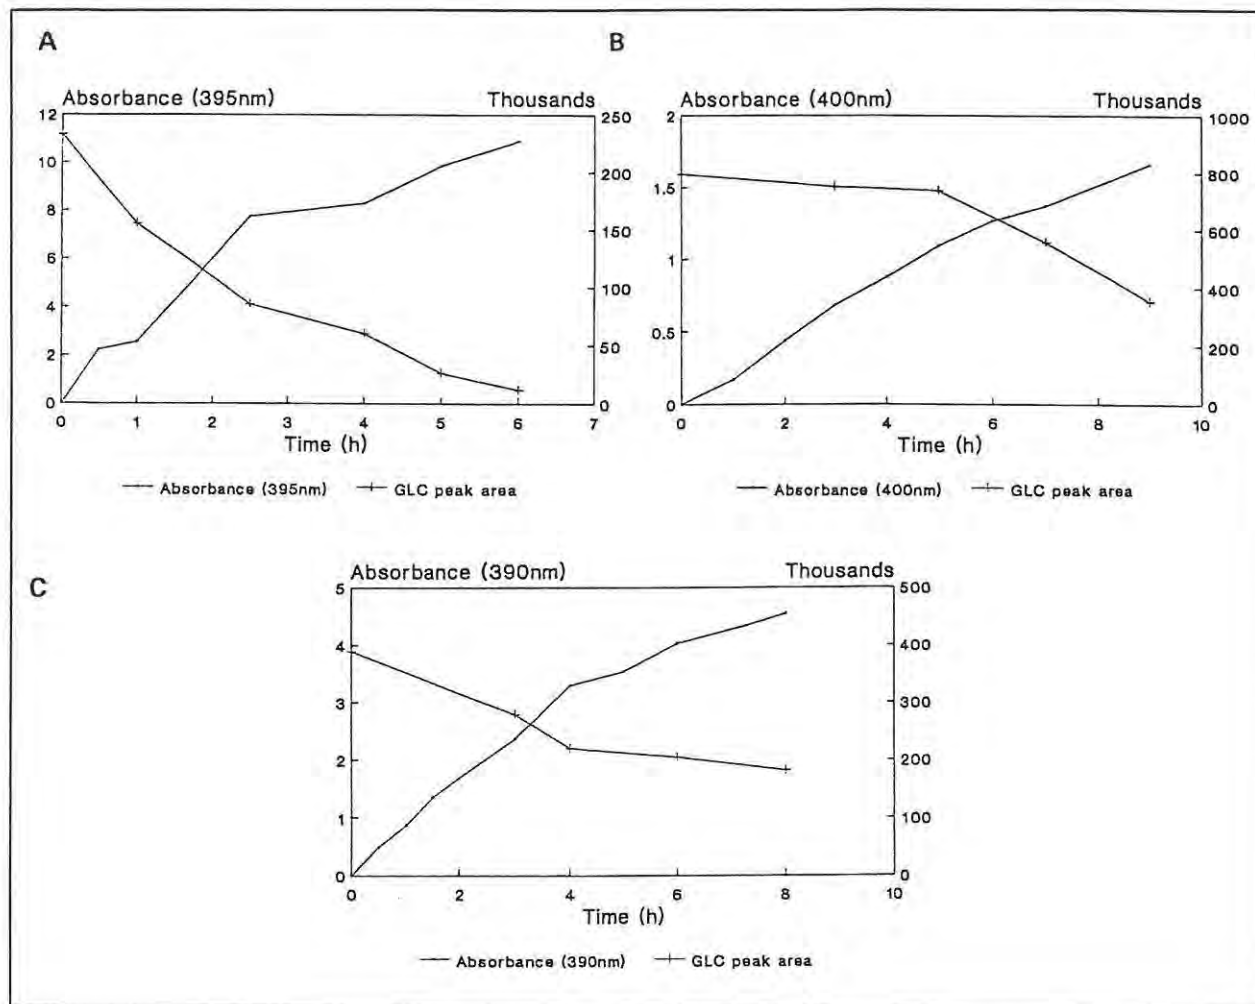 A
Absorbance (395nm) Thousands
12 250
10 200
8 150
6
4 100
2 50
0 0
0 1 2 3 4 5 6 7
Time (h)
Absorbance (395nm) GLC peak area
B
Absorbance (400nm) Thousands
2 1000
1.5 800
1 600
400
0.5 200
0 0
0 2 4 6 8 10
Time (h)
Absorbance (400nm) GLC peak area
C
Absorbance (390nm) Thousands
5 500
4 400
3 300
2 200
1 100
0 0
0 2 4 6 8 10
Time (h)
Absorbance (390nm) GLC peak area